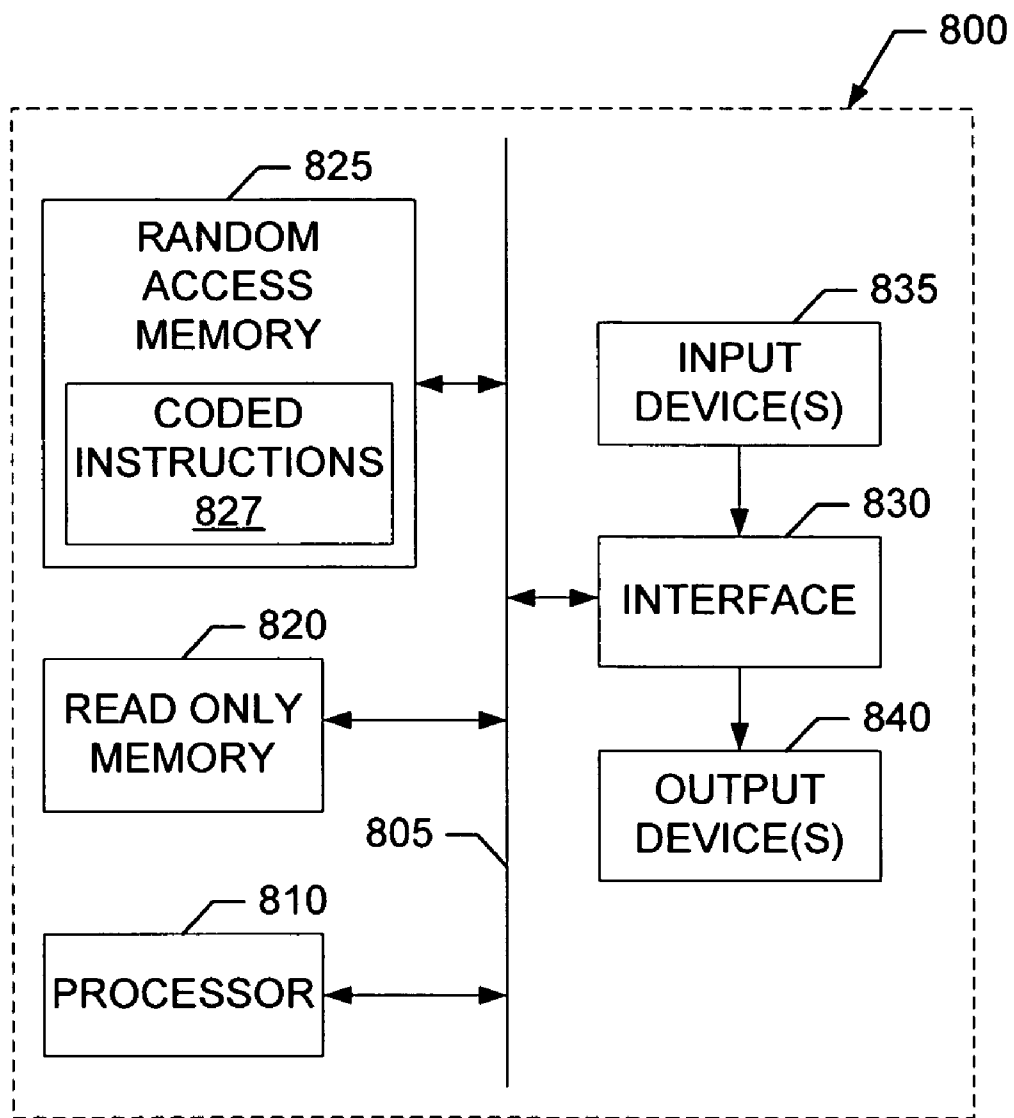 800
825
RANDOM
ACCESS
MEMORY
CODED
INSTRUCTIONS
827
835
INPUT
DEVICE(S)
830
INTERFACE
820
READ ONLY
MEMORY
840
OUTPUT
DEVICE(S)
805
810
PROCESSOR